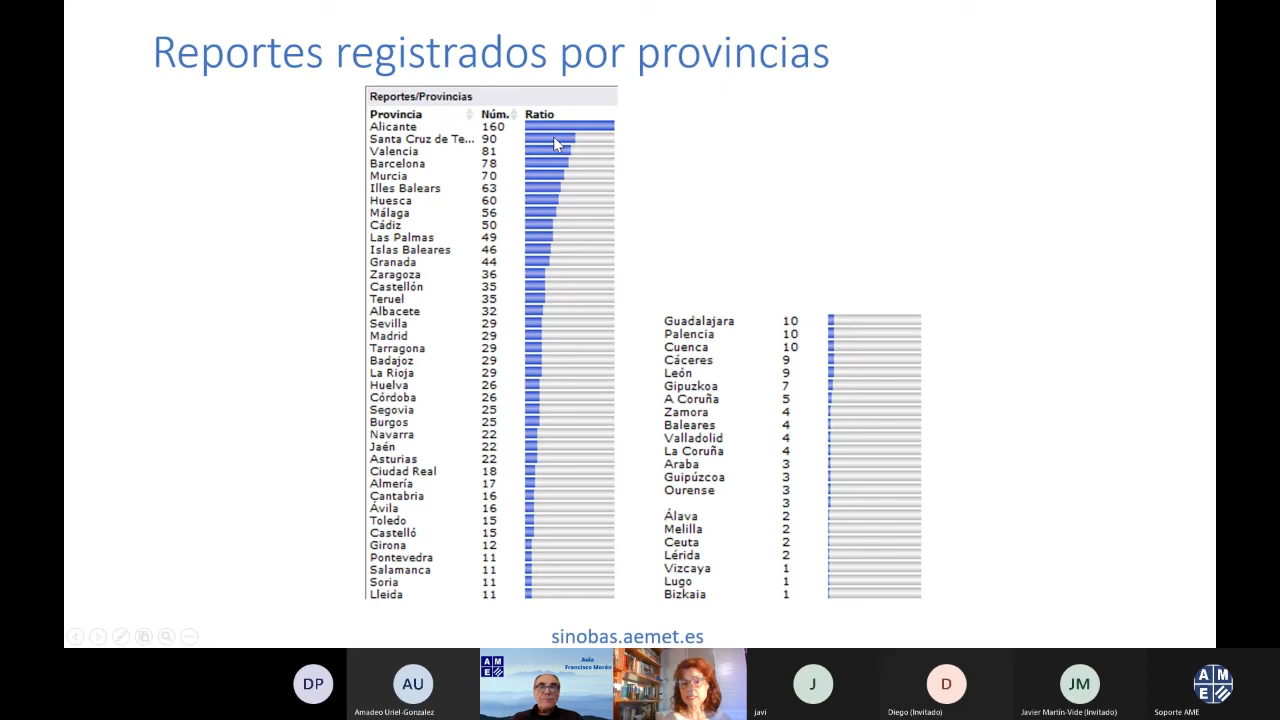 Reportes registrados por provincias
Reportes/Provincias
Provincia Núm. Ratio
Alicante 160
Santa Cruz de Te... 90
Valencia 81
Barcelona 78
Murcia 70
Illes Balears 63
Huesca 60
Málaga 56
Cádiz 50
Las Palmas 49
Islas Baleares 46
Granada 44
Zaragoza 36
Castellón 35
Teruel 35
Albacete 32
Sevilla 29
Madrid 29
Tarragona 29
Badajoz 29
La Rioja 29
Huelva 26
Córdoba 26
Segovia 25
Burgos 25
Navarra 22
Jaén 22
Asturias 22
Ciudad Real 18
Almería 17
Cantabria 16
Ávila 16
Toledo 15
Castelló 15
Girona 12
Pontevedra 11
Salamanca 11
Soria 11
Lleida 11
Guadalajara 10
Palencia 10
Cuenca 10
Cáceres 9
León 9
Gipuzkoa 7
A Coruña 5
Zamora 4
Baleares 4
Valladolid 4
La Coruña 4
Araba 3
Guipúzcoa 3
Ourense 3
3
Álava 2
Melilla 2
Ceuta 2
Lérida 2
Vizcaya 1
Lugo 1
Bizkaia 1
sinobas.aemet.es
DP
AU
Amadeo Uriel-Gonzalez
A M
E
Aula
Francisco Morán
J
javi
D
Diego (Invitado)
JM
Javier Martín-Vide (Invitado)
A M
E
Soporte AME